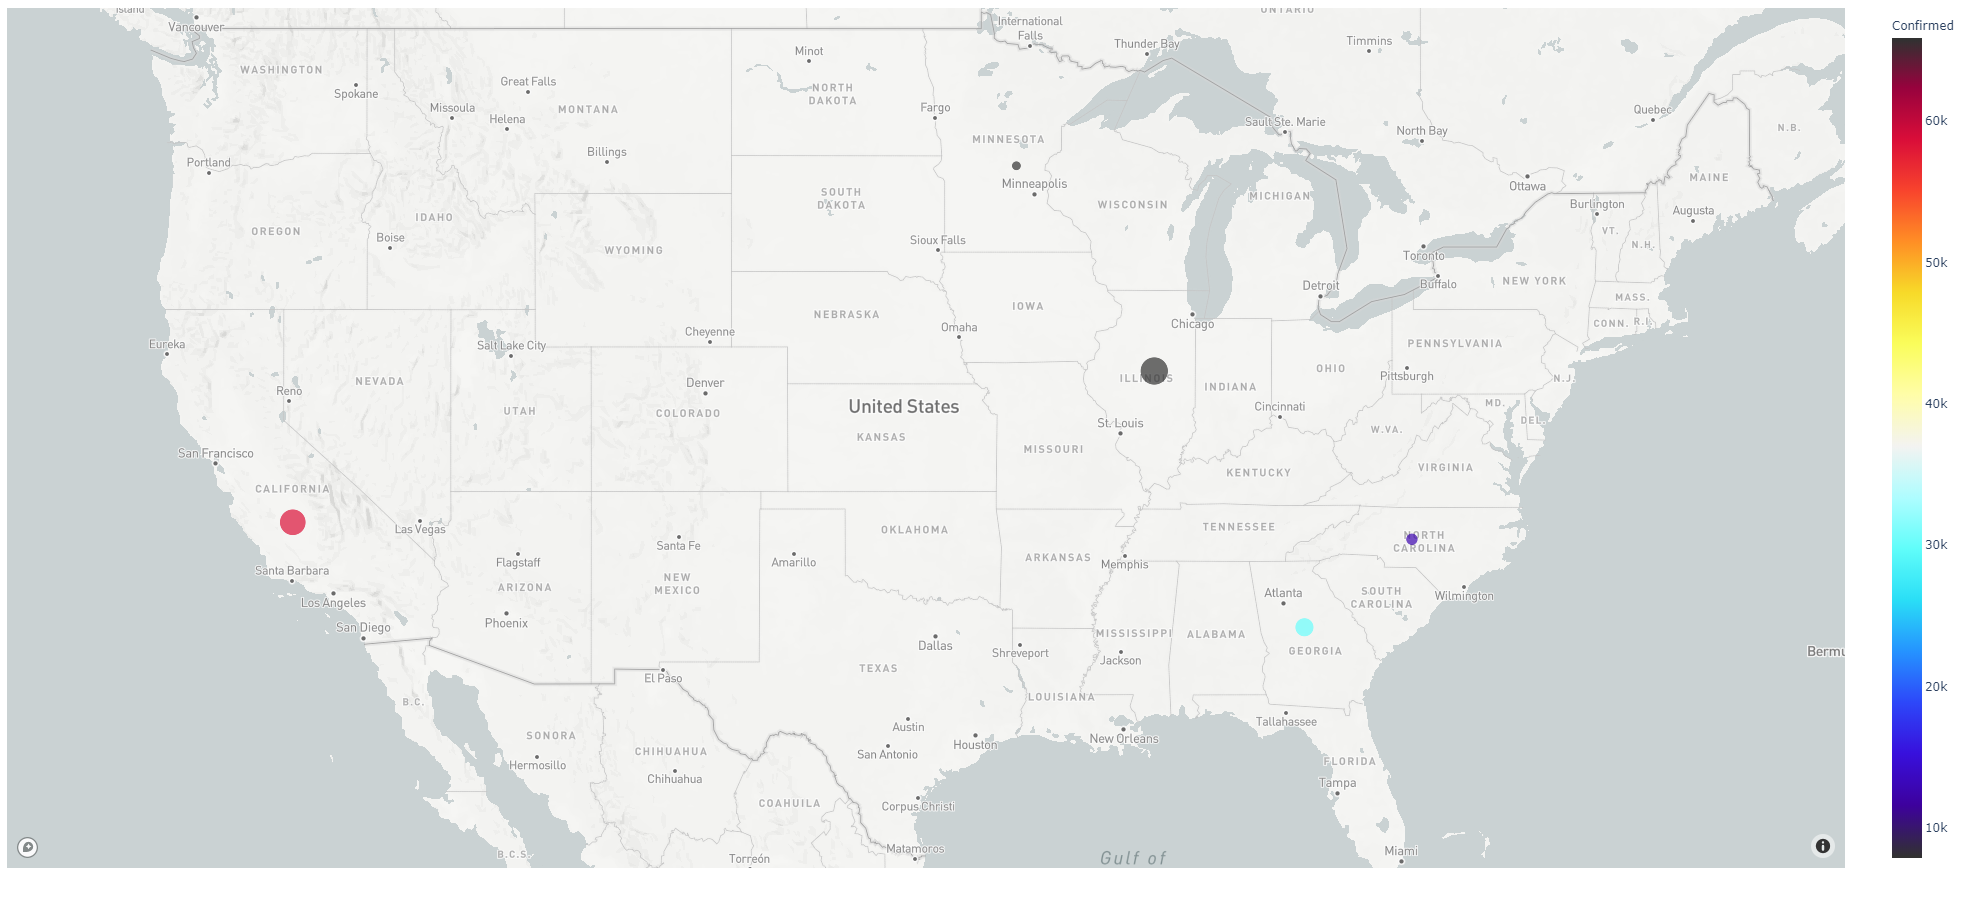 Island
Vancouver
International
Falls
ONTARIO
Confirmed
Minot
Thunder Bay
Timmins
WASHINGTON
Spokane
Great Falls
MONTANA
NORTH
DAKOTA
Missoula
Helena
Fargo
Quebec
60k
Sault Ste. Marie
North Bay
N.B.
MINNESOTA
Portland
Billings
Minneapolis
Ottawa
MAINE
SOUTH
DAKOTA
WISCONSIN
MICHIGAN
Burlington
Augusta
IDAHO
OREGON
Boise
WYOMING
Sioux Falls
VT.
N.H.
Toronto
50k
Detroit
Buffalo
NEW YORK
MASS.
IOWA
NEBRASKA
Omaha
Chicago
CONN.
R.I.
Eureka
Salt Lake City
Cheyenne
PENNSYLVANIA
NEVADA
Reno
Denver
ILLINOIS
INDIANA
OHIO
Pittsburgh
N.J.
UTAH
COLORADO
United States
Cincinnati
MD.
DEL.
40k
KANSAS
St. Louis
W.VA.
San Francisco
MISSOURI
KENTUCKY
VIRGINIA
CALIFORNIA
Las Vegas
OKLAHOMA
TENNESSEE
NORTH
CAROLINA
Santa Fe
30k
Flagstaff
Amarillo
ARKANSAS
Memphis
Santa Barbara
ARIZONA
NEW
MEXICO
Los Angeles
Atlanta
SOUTH
CAROLINA
Wilmington
San Diego
Phoenix
Dallas
MISSISSIPPI
ALABAMA
Shreveport
Jackson
GEORGIA
Bermu
TEXAS
El Paso
20k
B.C.
LOUISIANA
Austin
Tallahassee
SONORA
CHIHUAHUA
San Antonio
Houston
New Orleans
Hermosillo
Chihuahua
FLORIDA
Tampa
COAHUILA
Corpus Christi
10k
B.C.S.
Torreón
Matamoros
Gulf of
Miami